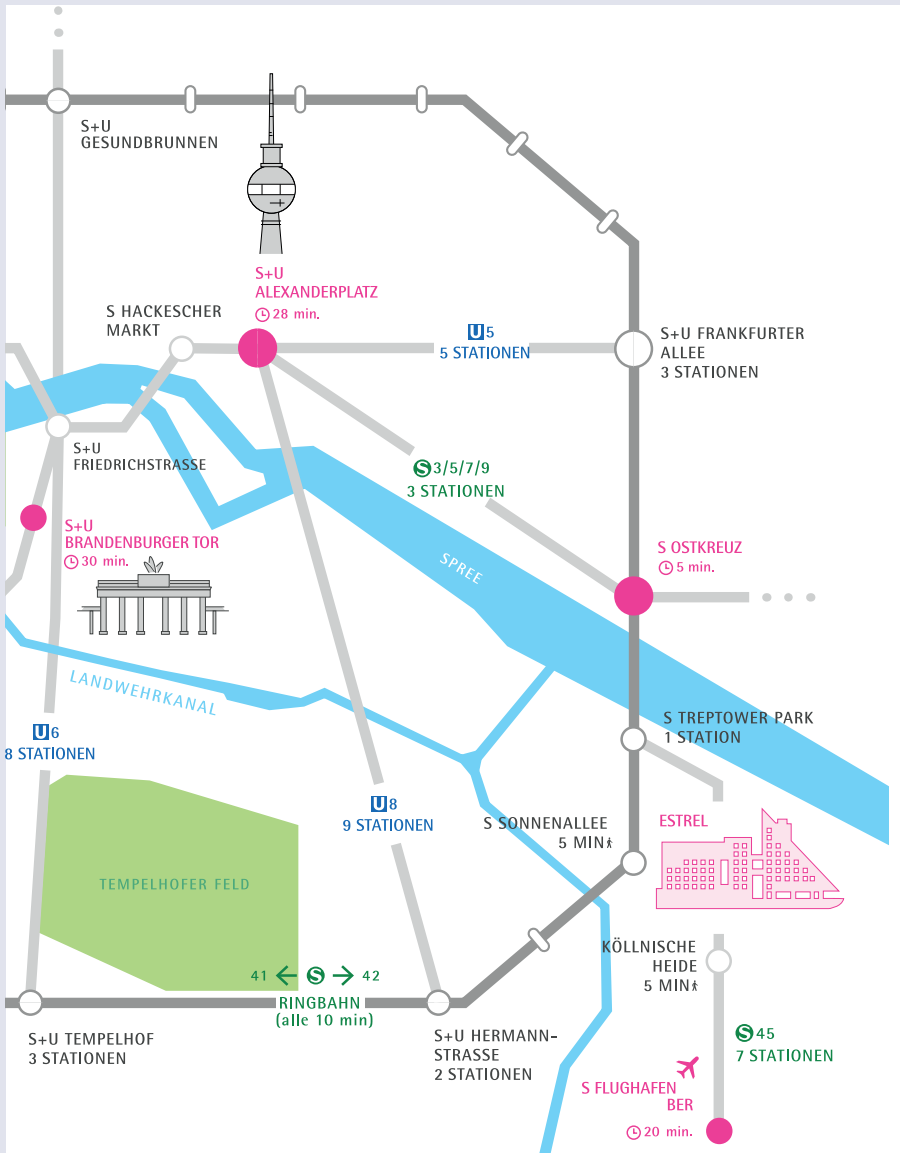 S+U
GESUNDBRUNNEN
S+U
ALEXANDERPLATZ
28 min.
S HACKESCHER
MARKT
U5
5 STATIONEN
S+U FRANKFURTER
ALLEE
3 STATIONEN
S+U
FRIEDRICHSTRASSE
S3/5/7/9
3 STATIONEN
S+U
BRANDENBURGER TOR
30 min.
SPREE
S OSTKREUZ
5 min.
LANDWEHRKANAL
S TREPTOWER PARK
1 STATION
U6
8 STATIONEN
U8
9 STATIONEN
S SONNENALLEE
5 MIN
ESTREL
TEMPELHOFER FELD
KÖLLNISCHE
HEIDE
5 MIN
41 ← S → 42
RINGBAHN
(alle 10 min)
S+U TEMPELHOF
3 STATIONEN
S+U HERMANN-
STRASSE
2 STATIONEN
S45
7 STATIONEN
S FLUGHAFEN
BER
20 min.